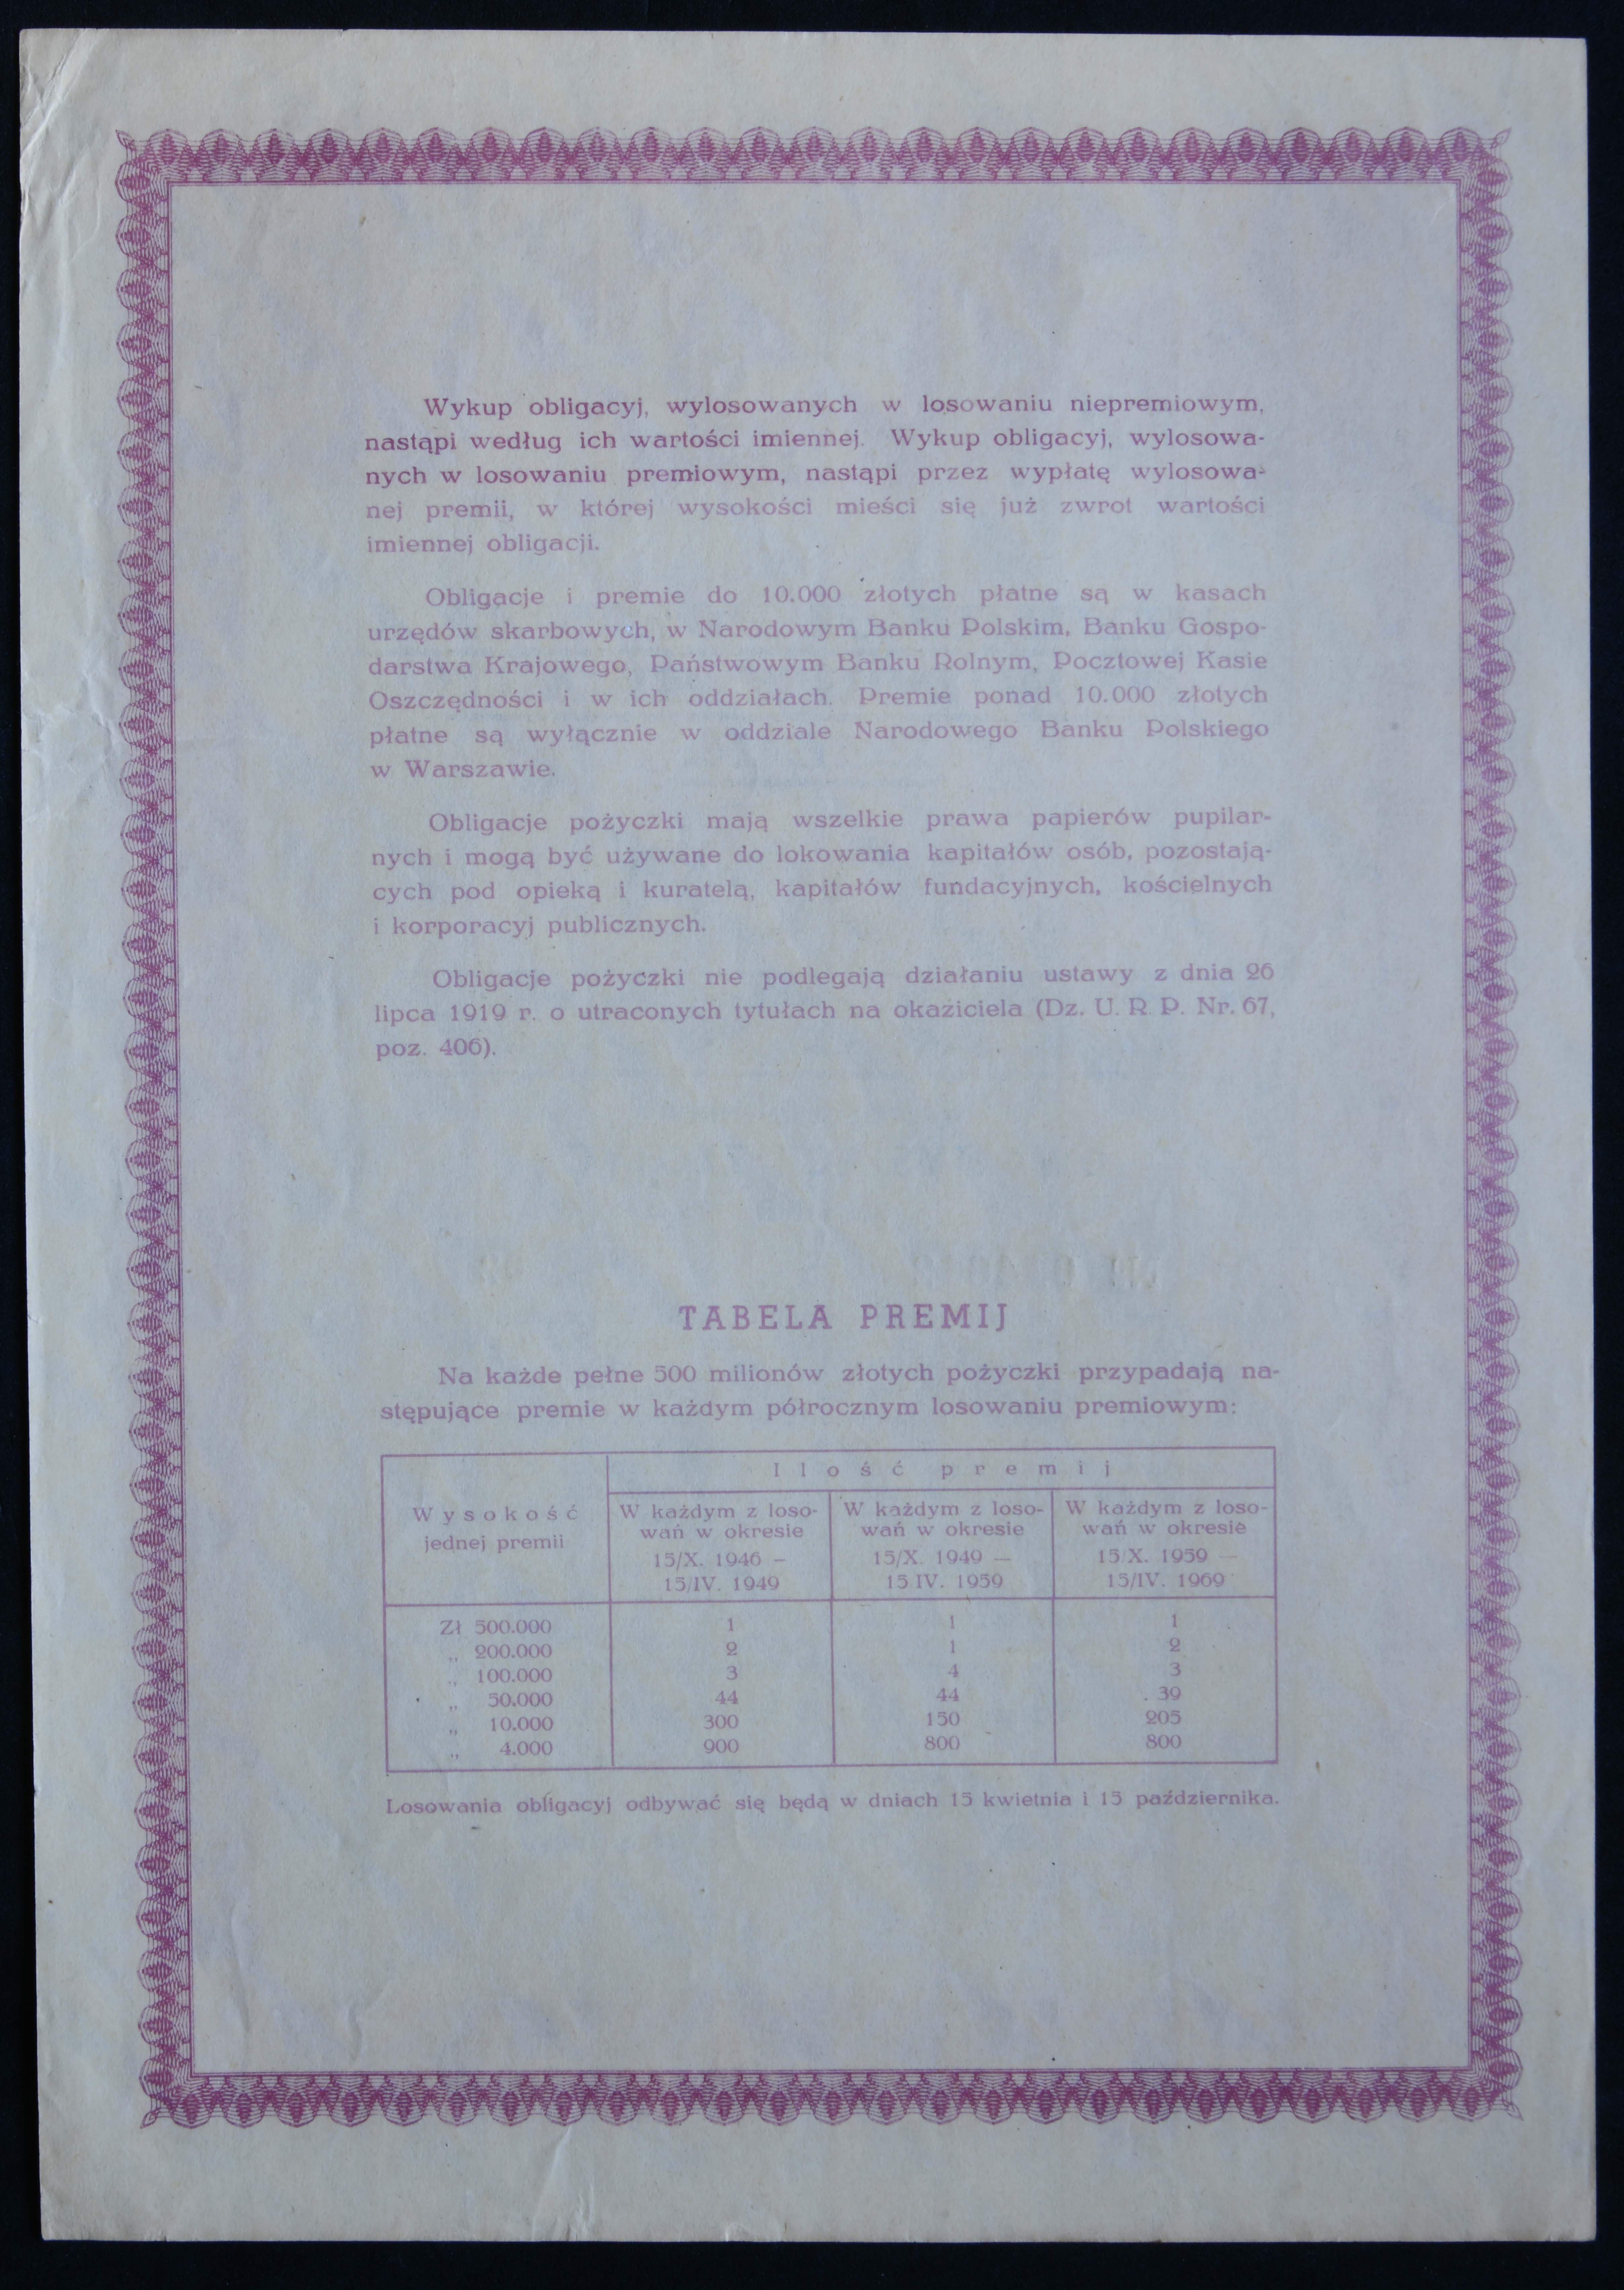 Wykup obligacyj, wylosowanych w losowaniu niepremiowym,
nastąpi według ich wartości imiennej. Wykup obligacyj, wylosowa-
nych w losowaniu premiowym, nastąpi przez wypłatę wylosowa-
nej premii, w której wysokości mieści się już zwrot wartości
imiennej obligacji.
Obligacje i premie do 10.000 złotych płatne są w kasach
urzędów skarbowych, w Narodowym Banku Polskim, Banku Gospo-
darstwa Krajowego, Państwowym Banku Rolnym, Pocztowej Kasie
Oszczędności i w ich oddziałach. Premie ponad 10.000 złotych
płatne są wyłącznie w oddziale Narodowego Banku Polskiego
w Warszawie.
Obligacje pożyczki mają wszelkie prawa papierów pupilar-
nych i mogą być używane do lokowania kapitałów osób, pozostają-
cych pod opieką i kuratelą, kapitałów fundacyjnych, kościelnych
i korporacyj publicznych.
Obligacje pożyczki nie podlegają działaniu ustawy z dnia 26
lipca 1919 r. o utraconych tytułach na okaziciela (Dz. U. R. P. Nr. 67,
poz. 406).
TABELA PREMIJ
Na każde pełne 500 milionów złotych pożyczki przypadają na-
stępujące premie w każdym półrocznym losowaniu premiowym:
Ilość premij
Wysokość
jednej premii
W każdym z loso-
wań w okresie
15/X. 1946 —
15/IV. 1949
W każdym z loso-
wań w okresie
15/X. 1949 —
15/IV. 1959
W każdym z loso-
wań w okresie
15/X. 1959 —
15/IV. 1969
Zł 500.000 1 1 1
„ 200.000 2 1 2
„ 100.000 3 4 3
„ 50.000 44 44 39
„ 10.000 300 150 205
„ 4.000 900 800 800
Losowania obligacyj odbywać się będą w dniach 15 kwietnia i 15 października.